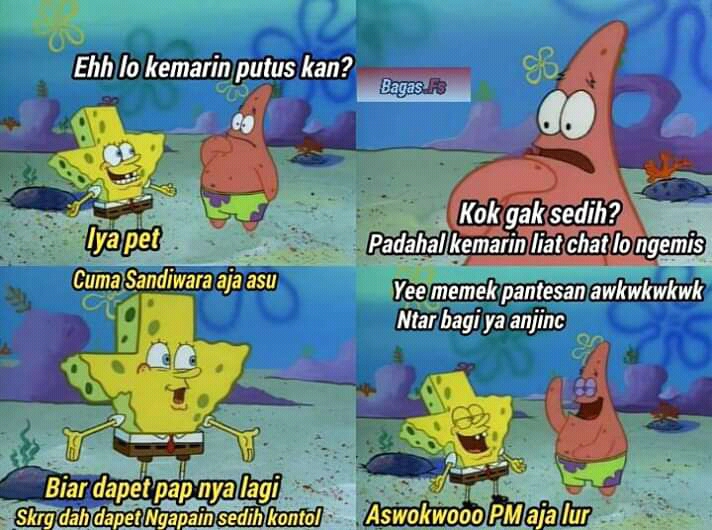 Ehh lo kemarin putus kan?
Iya pet
Bagas.Fs
Kok gak sedih?
Padahal kemarin liat chat lo ngemis
Cuma Sandiwara aja asu
Biar dapet pap nya lagi
Skrg dah dapet Ngapain sedih kontol
Yee memek pantesan awkwkwkwk
Ntar bagi ya anjinc
Aswokwooo PM aja lur